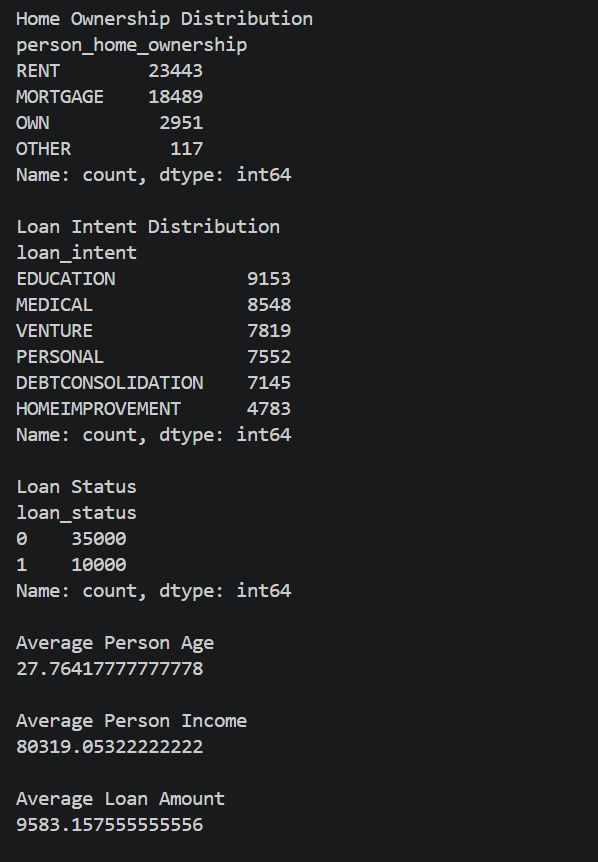 Home Ownership Distribution
person_home_ownership
RENT         23443
MORTGAGE    18489
OWN          2951
OTHER         117
Name: count, dtype: int64

Loan Intent Distribution
loan_intent
EDUCATION            9153
MEDICAL              8548
VENTURE              7819
PERSONAL             7552
DEBTCONSOLIDATION    7145
HOMEIMPROVEMENT      4783
Name: count, dtype: int64

Loan Status
loan_status
0    35000
1    10000
Name: count, dtype: int64

Average Person Age
27.76417777777778

Average Person Income
80319.05322222222

Average Loan Amount
9583.157555555556